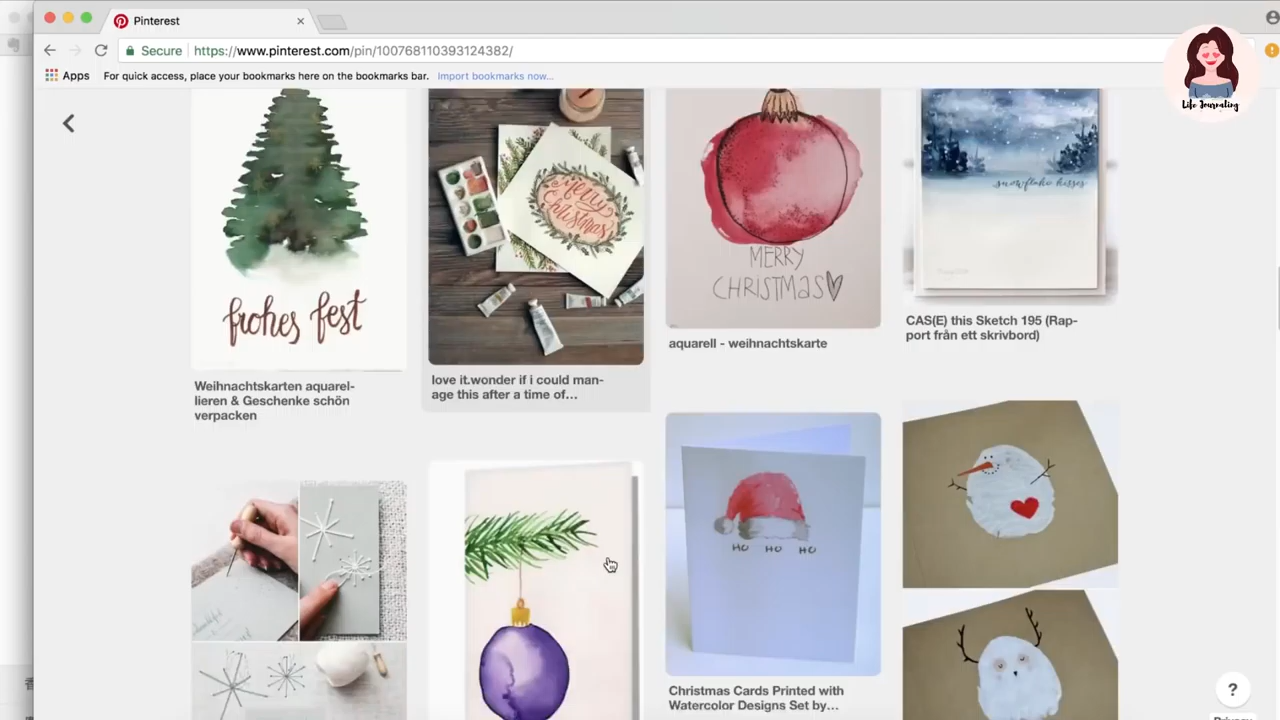 Pinterest
Secure
https://www.pinterest.com/pin/100768110393124382/
Apps
For quick access, place your bookmarks here on the bookmarks bar.
Import bookmarks now...
Life Journaling
frohes fest
Weihnachtskarten aquarel-
lieren & Geschenke schön
verpacken
Merry
Christmas
love it.wonder if i could man-
age this after a time of...
MERRY
CHRISTMAS
aquarell - weihnachtskarte
snowflake kisses
CAS(E) this Sketch 195 (Rap-
port från ett skrivbord)
HO HO HO
Christmas Cards Printed with
Watercolor Designs Set by...
?